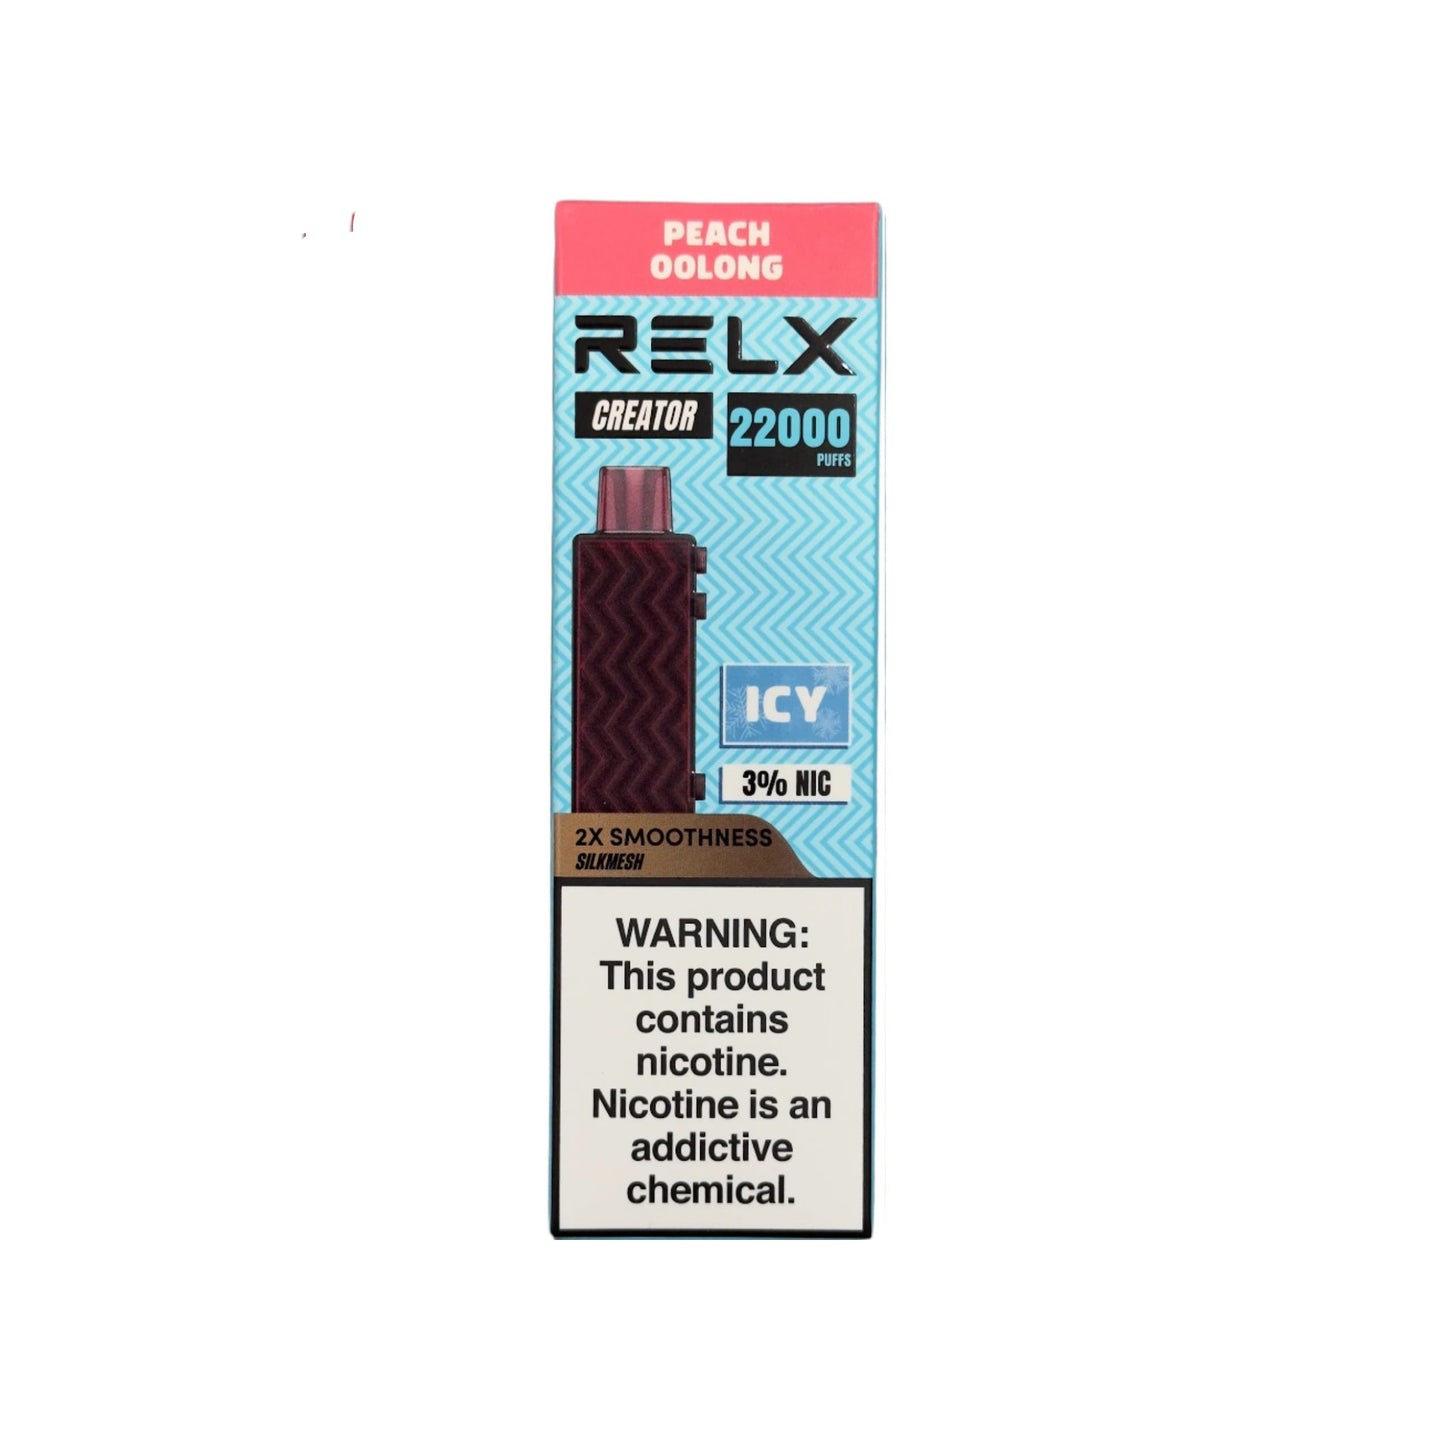 PEACH
OOLONG
RELX
CREATOR
22000
PUFFS
ICY
3% NIC
2X SMOOTHNESS
SILKMESH
WARNING:
This product
contains
nicotine.
Nicotine is an
addictive
chemical.